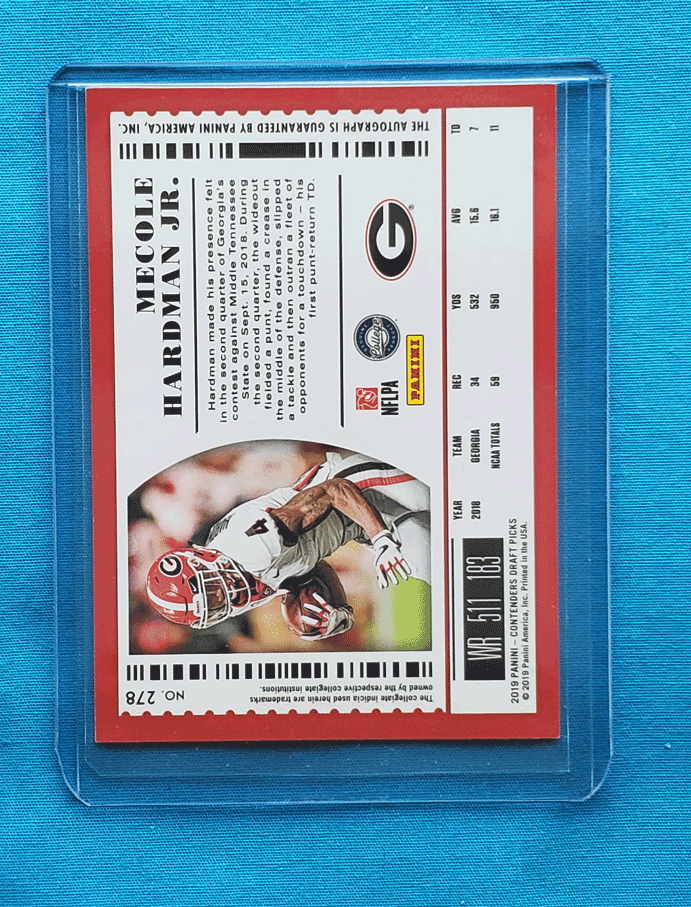 NO. 278
The collegiate indicia used herein are trademarks
owned by the respective collegiate institutions.
4
G
MECOLE
HARDMAN JR.
Hardman made his presence felt
in the second quarter of Georgia's
contest against Middle Tennessee
State on Sept. 15, 2018. During
the second quarter, the wideout
fielded a punt, found a crease in
the middle of the defense, slipped
a tackle and then outran a fleet of
opponents for a touchdown – his
first punt-return TD.
NFLPA
PANINI
College
G
®
THE AUTOGRAPH IS GUARANTEED BY PANINI AMERICA, INC.
WR 511 183
YEAR TEAM REC YDS AVG TD
2018 GEORGIA 34 532 15.6 7
NCAA TOTALS 59 950 16.1 11
2019 PANINI – CONTENDERS DRAFT PICKS
© 2019 Panini America, Inc. Printed in the USA.